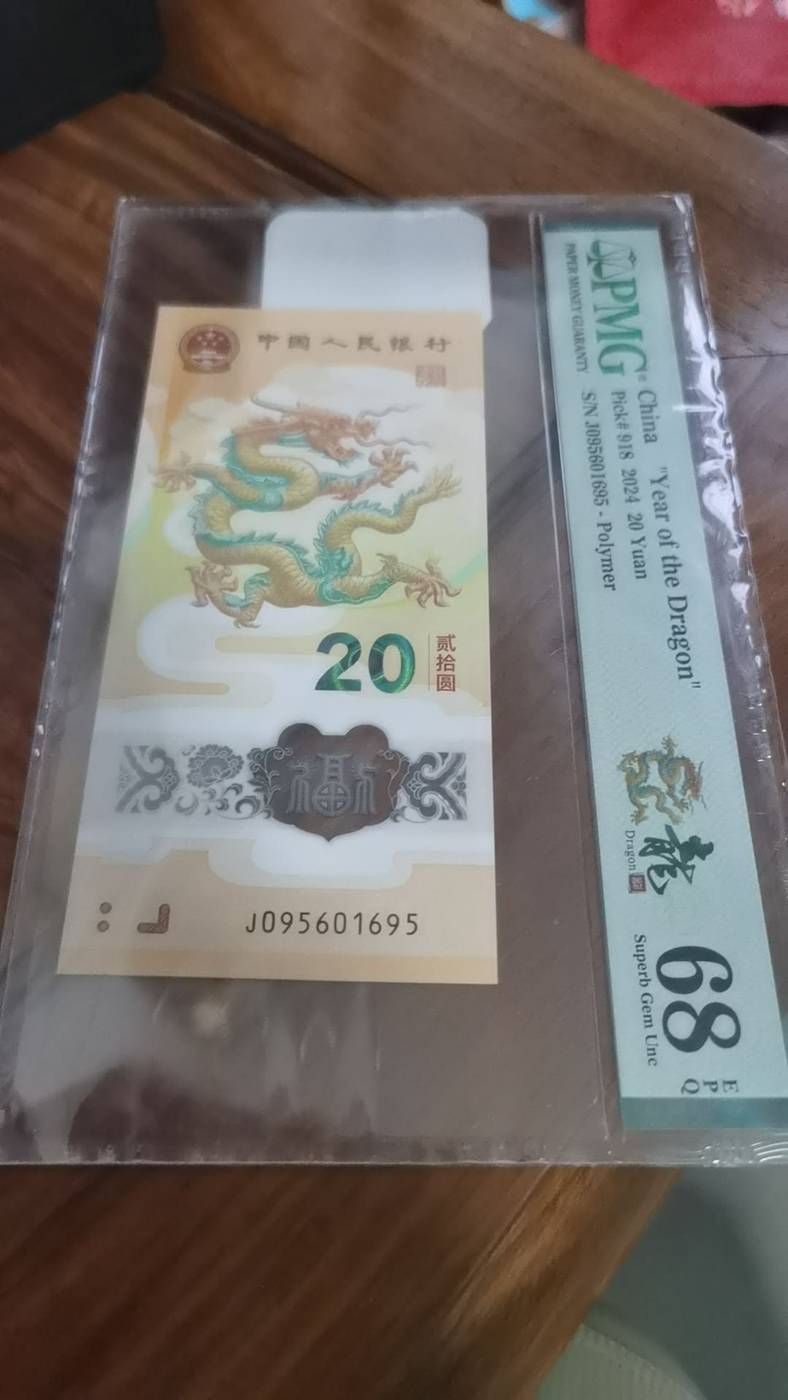 中国人民银行
20
贰拾圆
福
J095601695
PMG
PAPER MONEY GUARANTY
China "Year of the Dragon"
Pick# 918 2024 20 Yuan
S/N J095601695 - Polymer
龍
Dragon
68
EPQ
Superb Gem Unc